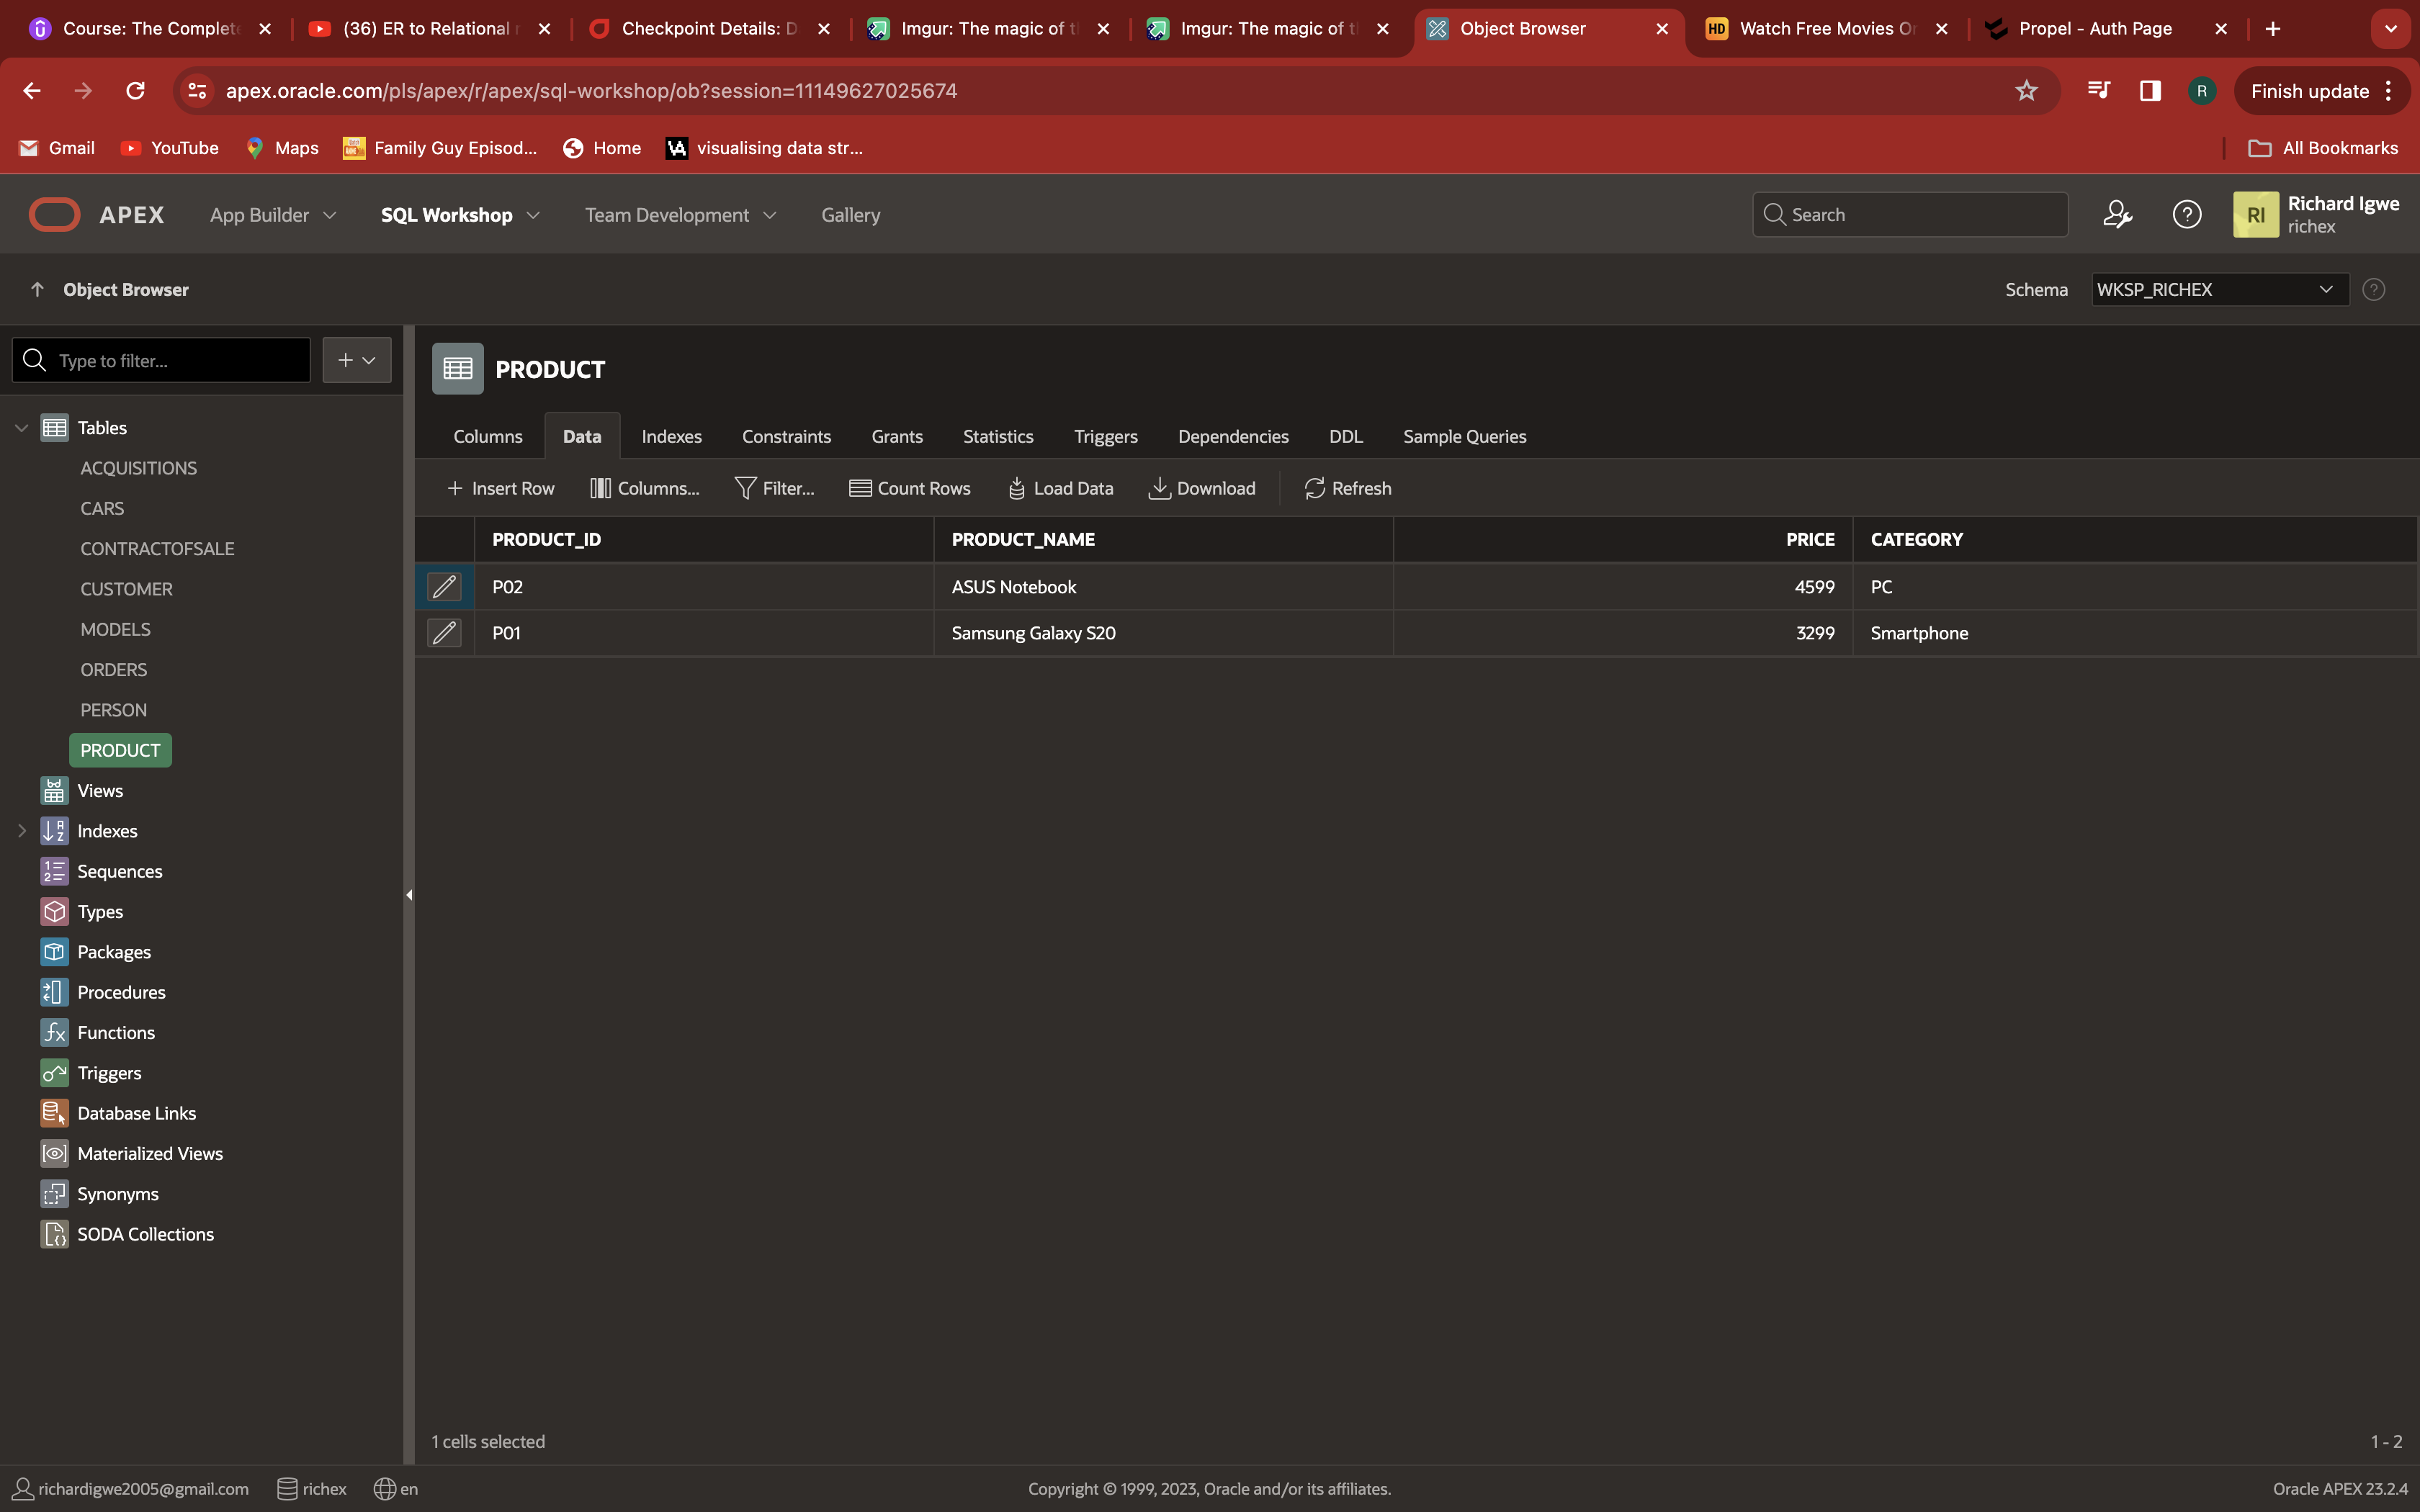 Course: The Complete
(36) ER to Relational m
Checkpoint Details: D
Imgur: The magic of t
Imgur: The magic of t
Object Browser
HD Watch Free Movies On
Propel - Auth Page
apex.oracle.com/pls/apex/r/apex/sql-workshop/ob?session=11149627025674
R
Finish update
Gmail
YouTube
Maps
Family Guy Episod...
Home
visualising data str...
All Bookmarks
APEX
App Builder
SQL Workshop
Team Development
Gallery
Search
RI
Richard Igwe
richex
Object Browser
Schema
WKSP_RICHEX
Type to filter...
Tables
ACQUISITIONS
CARS
CONTRACTOFSALE
CUSTOMER
MODELS
ORDERS
PERSON
PRODUCT
Views
Indexes
Sequences
Types
Packages
Procedures
Functions
Triggers
Database Links
Materialized Views
Synonyms
SODA Collections
PRODUCT
Columns Data Indexes Constraints Grants Statistics Triggers Dependencies DDL Sample Queries
Insert Row Columns... Filter... Count Rows Load Data Download Refresh
PRODUCT_ID PRODUCT_NAME PRICE CATEGORY
P02 ASUS Notebook 4599 PC
P01 Samsung Galaxy S20 3299 Smartphone
1 cells selected
1 - 2
richardigwe2005@gmail.com
richex
en
Copyright © 1999, 2023, Oracle and/or its affiliates.
Oracle APEX 23.2.4